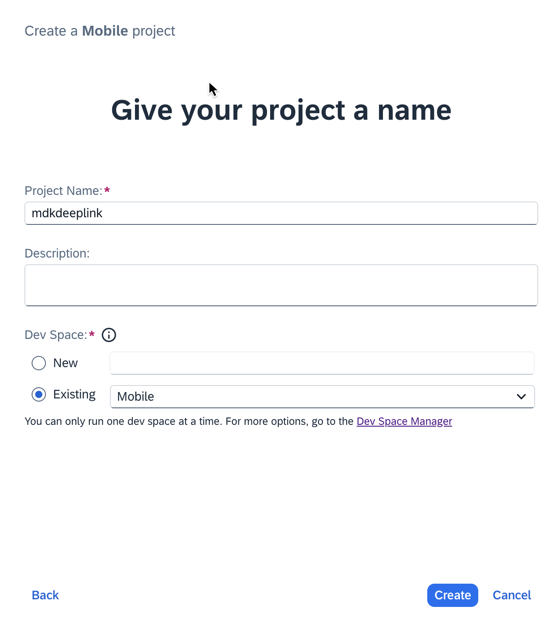 Create a Mobile project
Give your project a name
Project Name:*
mdkdeeplink
Description:
Dev Space:*
New
Existing
Mobile
You can only run one dev space at a time. For more options, go to the Dev Space Manager
Back
Create
Cancel